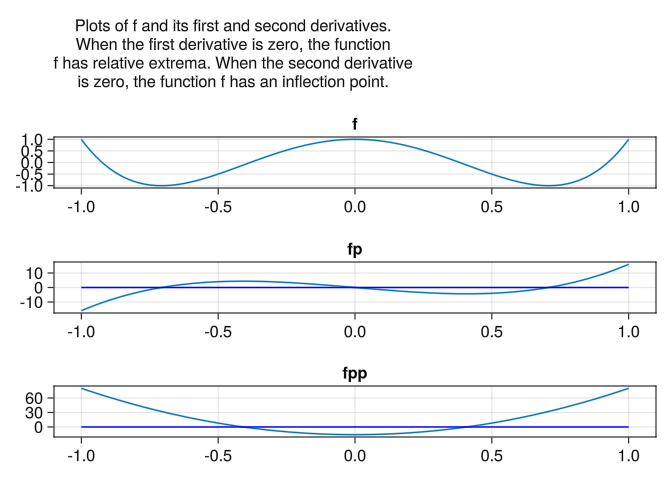 Plots of f and its first and second derivatives.
When the first derivative is zero, the function
f has relative extrema. When the second derivative
is zero, the function f has an inflection point.
f
1.0
0.5
0.0
-0.5
-1.0
-1.0 -0.5 0.0 0.5 1.0
fp
10
0
-10
-1.0 -0.5 0.0 0.5 1.0
fpp
60
30
0
-1.0 -0.5 0.0 0.5 1.0